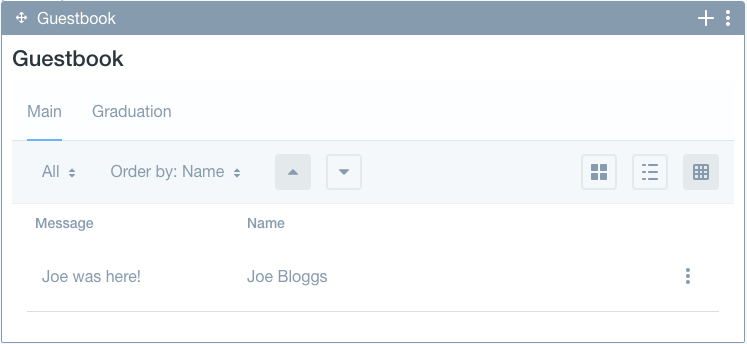 Guestbook
Guestbook
Main Graduation
All Order by: Name
Message Name
Joe was here! Joe Bloggs